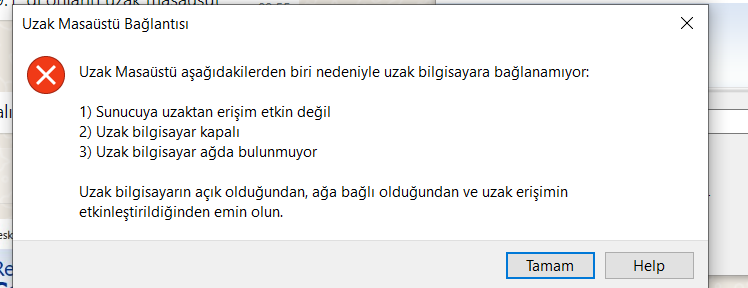 Uzak Masaüstü Bağlantısı
Uzak Masaüstü aşağıdakilerden biri nedeniyle uzak bilgisayara bağlanamıyor:
1) Sunucuya uzaktan erişim etkin değil
2) Uzak bilgisayar kapalı
3) Uzak bilgisayar ağda bulunmuyor
Uzak bilgisayarın açık olduğundan, ağa bağlı olduğundan ve uzak erişimin
etkinleştirildiğinden emin olun.
Tamam
Help